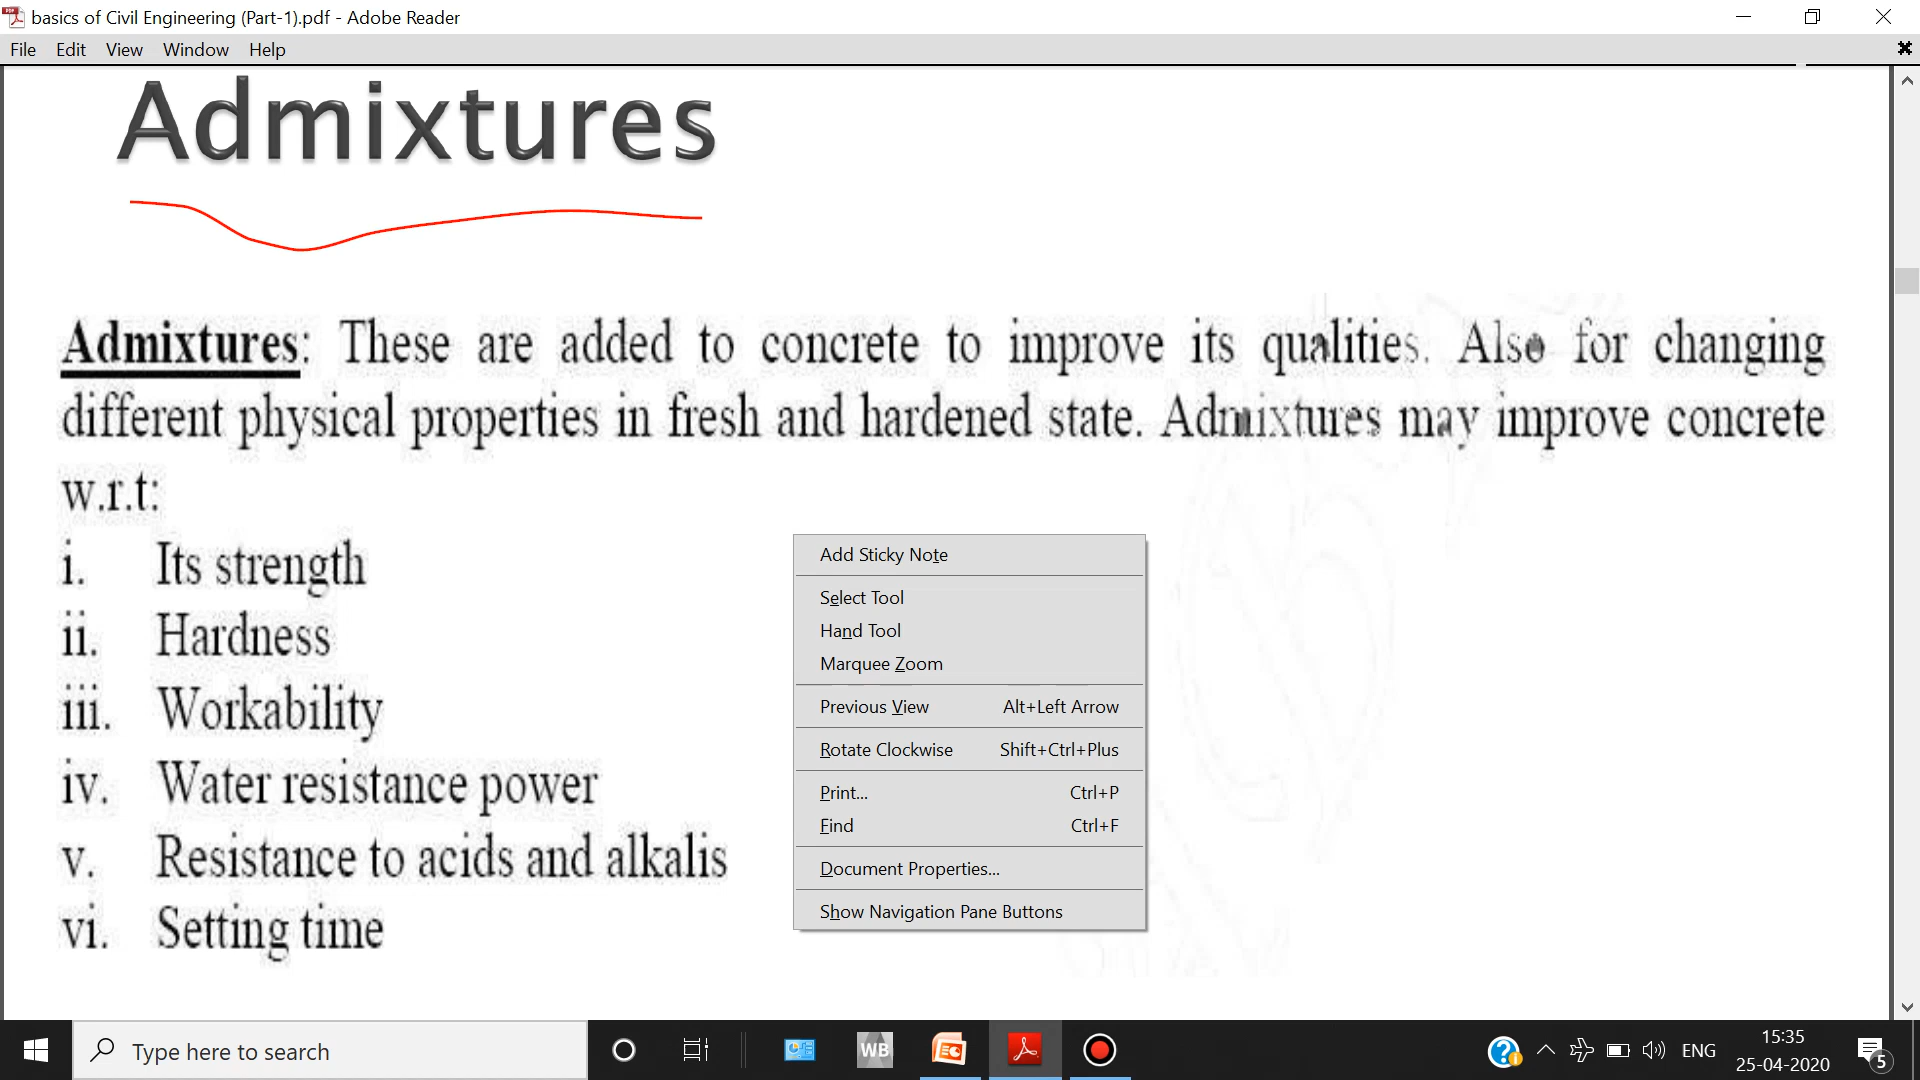 basics of Civil Engineering (Part-1).pdf - Adobe Reader
File Edit View Window Help
Admixtures
Admixtures: These are added to concrete to improve its qualities. Also for changing
different physical properties in fresh and hardened state. Admixtures may improve concrete
w.r.t:
i. Its strength
ii. Hardness
iii. Workability
iv. Water resistance power
v. Resistance to acids and alkalis
vi. Setting time
Add Sticky Note
Select Tool
Hand Tool
Marquee Zoom
Previous View Alt+Left Arrow
Rotate Clockwise Shift+Ctrl+Plus
Print... Ctrl+P
Find Ctrl+F
Document Properties...
Show Navigation Pane Buttons
Type here to search
WB
ENG
15:35
25-04-2020
5